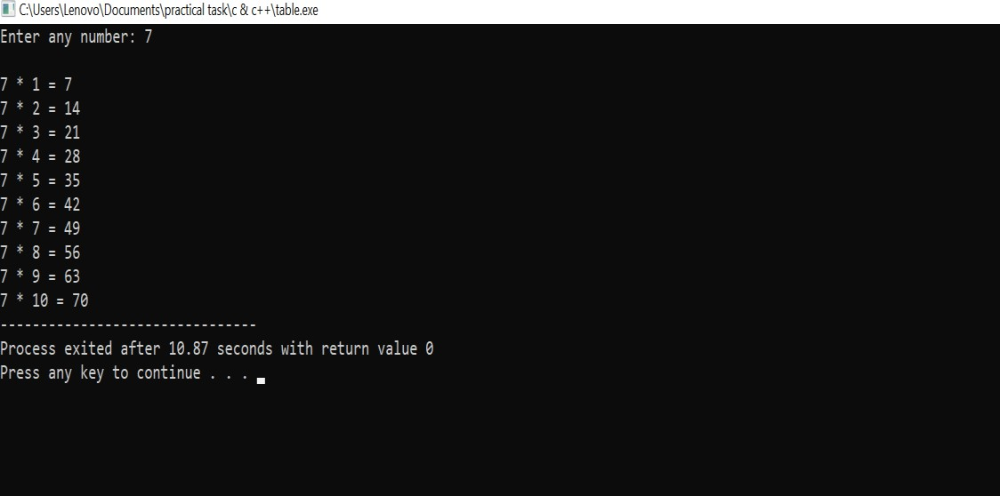 C:\Users\Lenovo\Documents\practical task\c & c++\table.exe
Enter any number: 7
7 * 1 = 7
7 * 2 = 14
7 * 3 = 21
7 * 4 = 28
7 * 5 = 35
7 * 6 = 42
7 * 7 = 49
7 * 8 = 56
7 * 9 = 63
7 * 10 = 70
--------------------------------
Process exited after 10.87 seconds with return value 0
Press any key to continue . . .